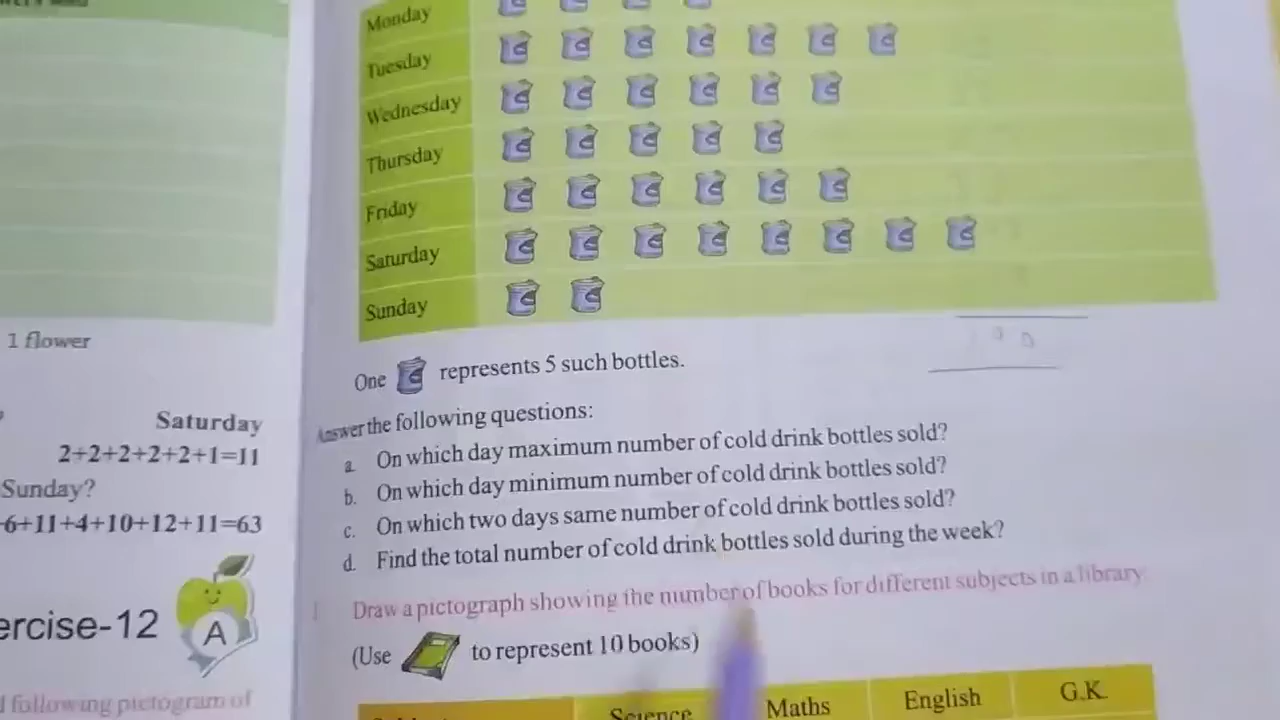 1 flower
Saturday
2+2+2+2+2+1=11
Sunday?
6+11+4+10+12+11=63
ercise-12
A
following pictogram of
Monday
Tuesday
Wednesday
Thursday
Friday
Saturday
Sunday
One represents 5 such bottles.
Answer the following questions:
a. On which day maximum number of cold drink bottles sold?
b. On which day minimum number of cold drink bottles sold?
c. On which two days same number of cold drink bottles sold?
d. Find the total number of cold drink bottles sold during the week?
Draw a pictograph showing the number of books for different subjects in a library.
(Use to represent 10 books)
Science Maths English G.K.